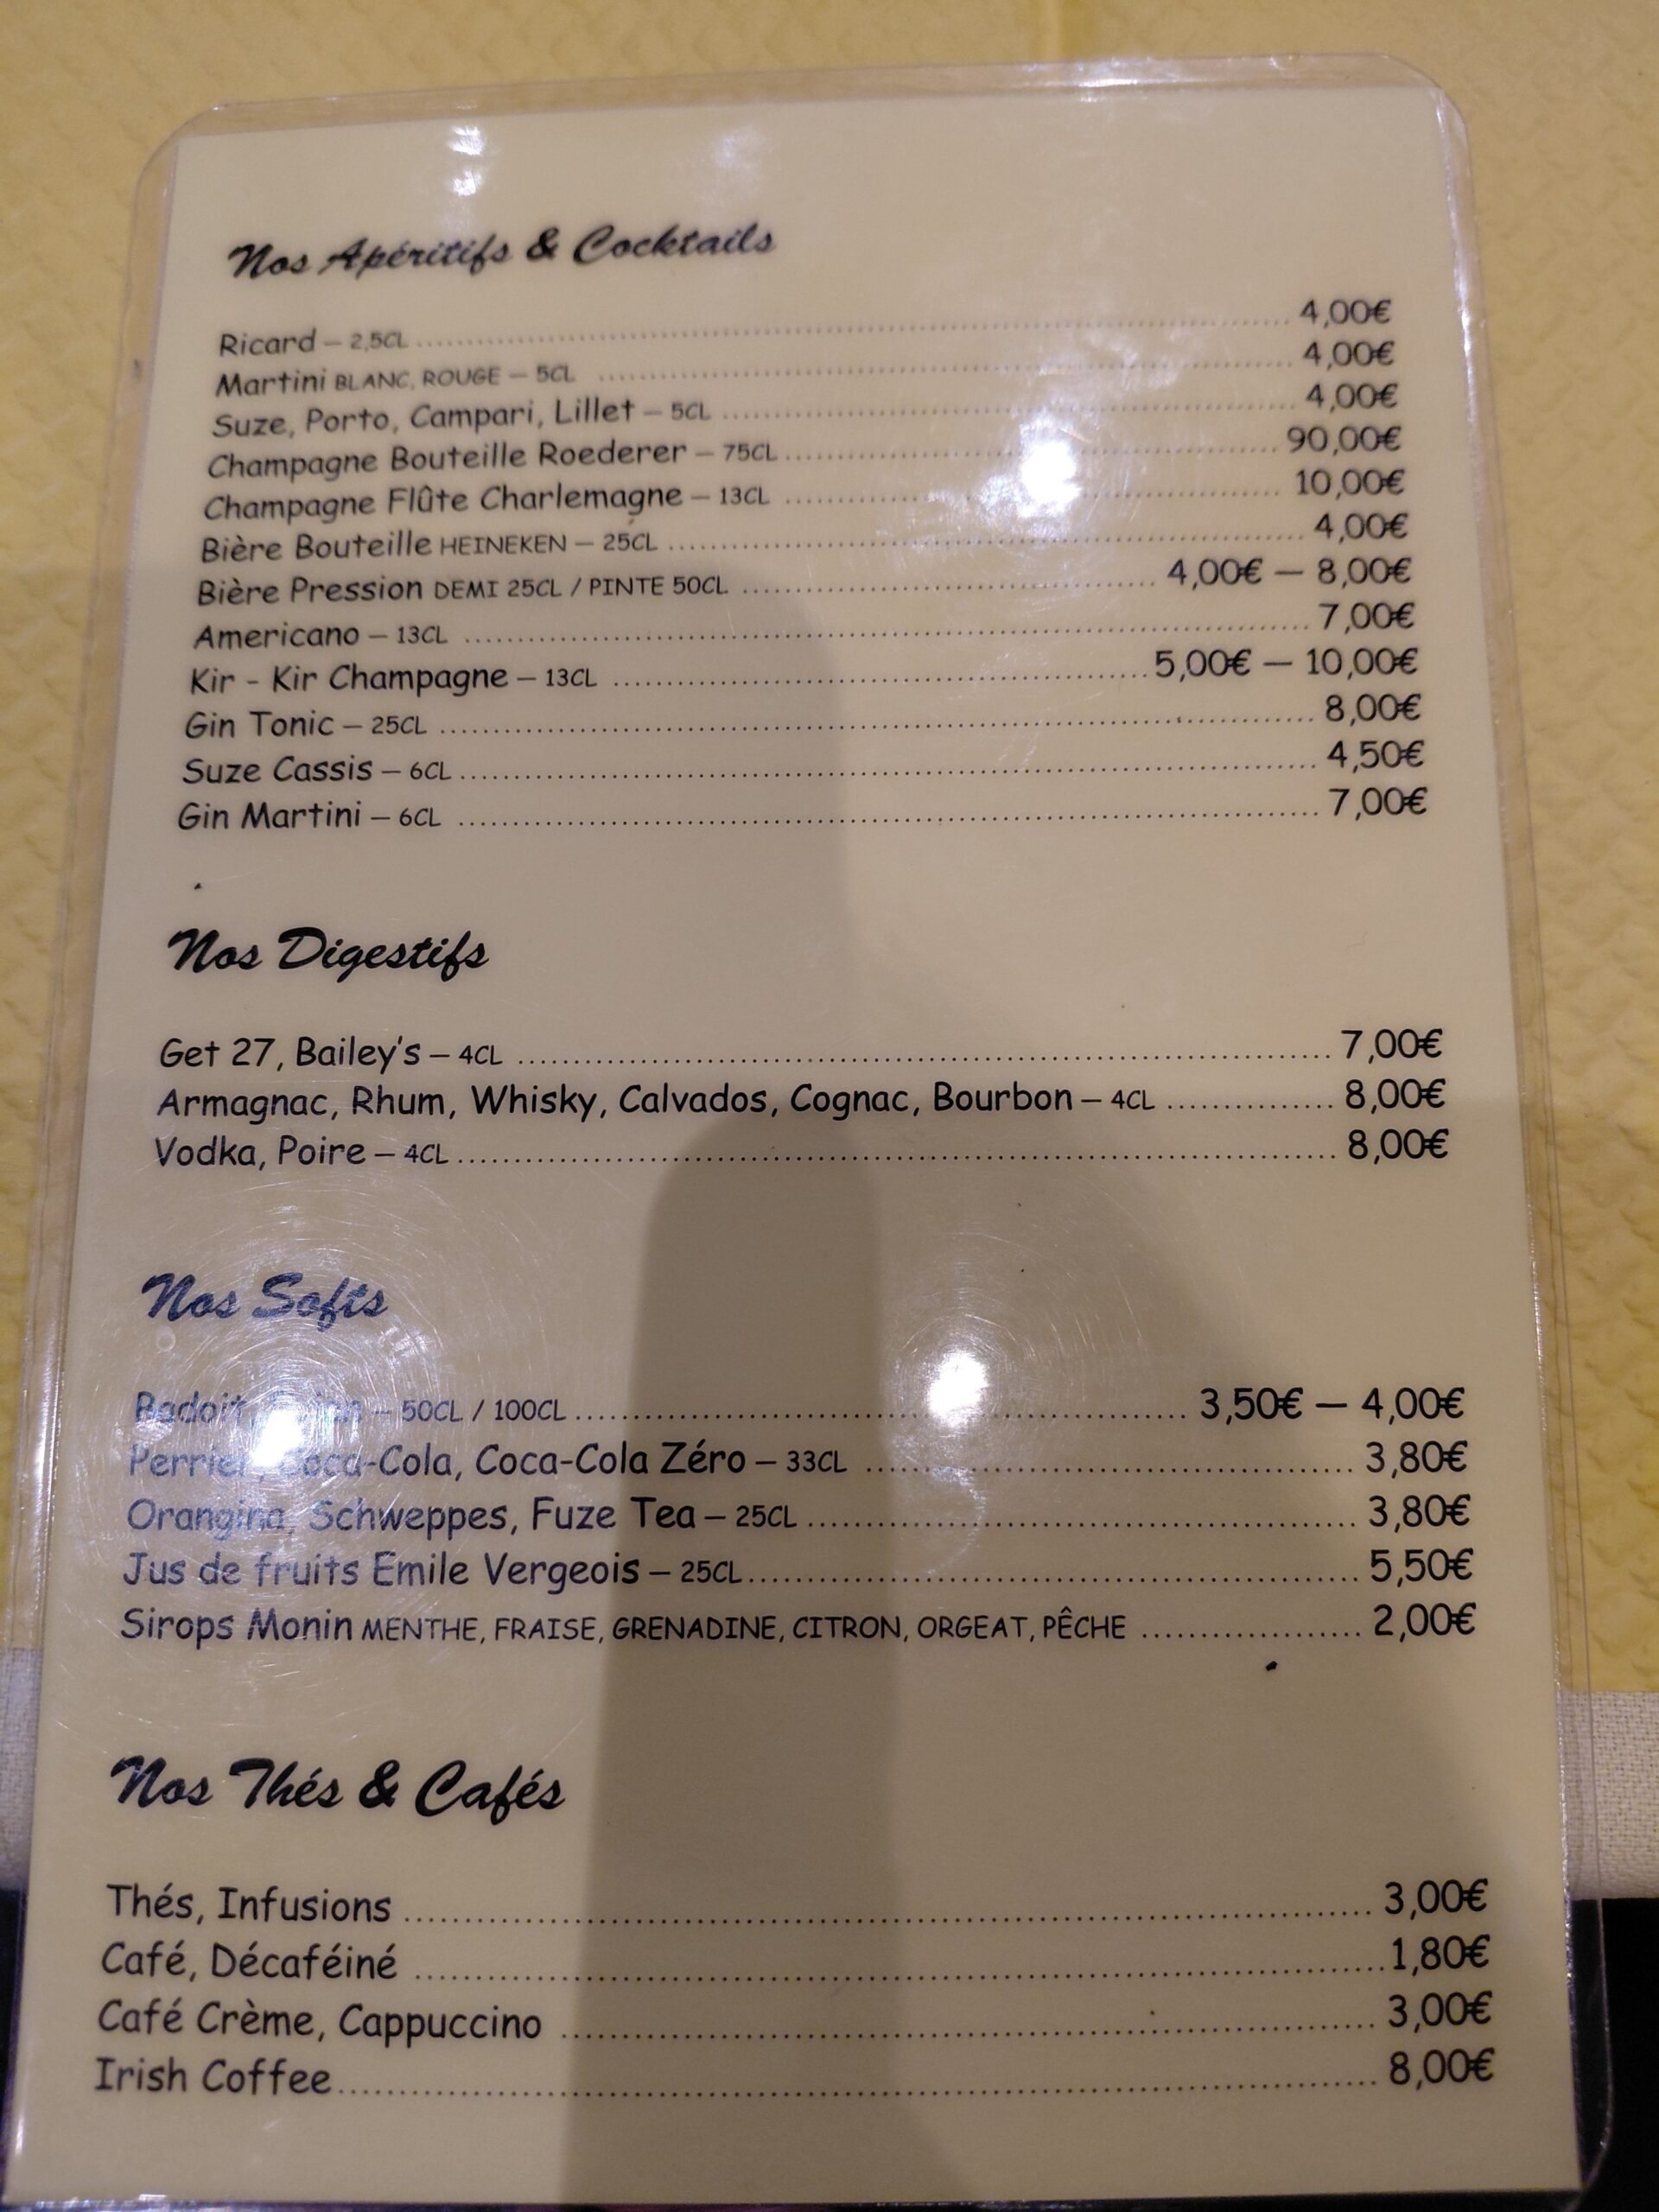 Nos Apéritifs & Cocktails
Ricard – 2,5CL 4,00€
Martini BLANC, ROUGE – 5CL 4,00€
Suze, Porto, Campari, Lillet – 5CL 4,00€
Champagne Bouteille Roederer – 75CL 90,00€
Champagne Flûte Charlemagne – 13CL 10,00€
Bière Bouteille HEINEKEN – 25CL 4,00€
Bière Pression DEMI 25CL / PINTE 50CL 4,00€ – 8,00€
Americano – 13CL 7,00€
Kir - Kir Champagne – 13CL 5,00€ – 10,00€
Gin Tonic – 25CL 8,00€
Suze Cassis – 6CL 4,50€
Gin Martini – 6CL 7,00€
Nos Digestifs
Get 27, Bailey's – 4CL 7,00€
Armagnac, Rhum, Whisky, Calvados, Cognac, Bourbon – 4CL 8,00€
Vodka, Poire – 4CL 8,00€
Nos Softs
Badoit, – 50CL / 100CL 3,50€ – 4,00€
Perrier, Coca-Cola, Coca-Cola Zéro – 33CL 3,80€
Orangina, Schweppes, Fuze Tea – 25CL 3,80€
Jus de fruits Emile Vergeois – 25CL 5,50€
Sirops Monin MENTHE, FRAISE, GRENADINE, CITRON, ORGEAT, PÊCHE 2,00€
Nos Thés & Cafés
Thés, Infusions 3,00€
Café, Décaféiné 1,80€
Café Crème, Cappuccino 3,00€
Irish Coffee 8,00€